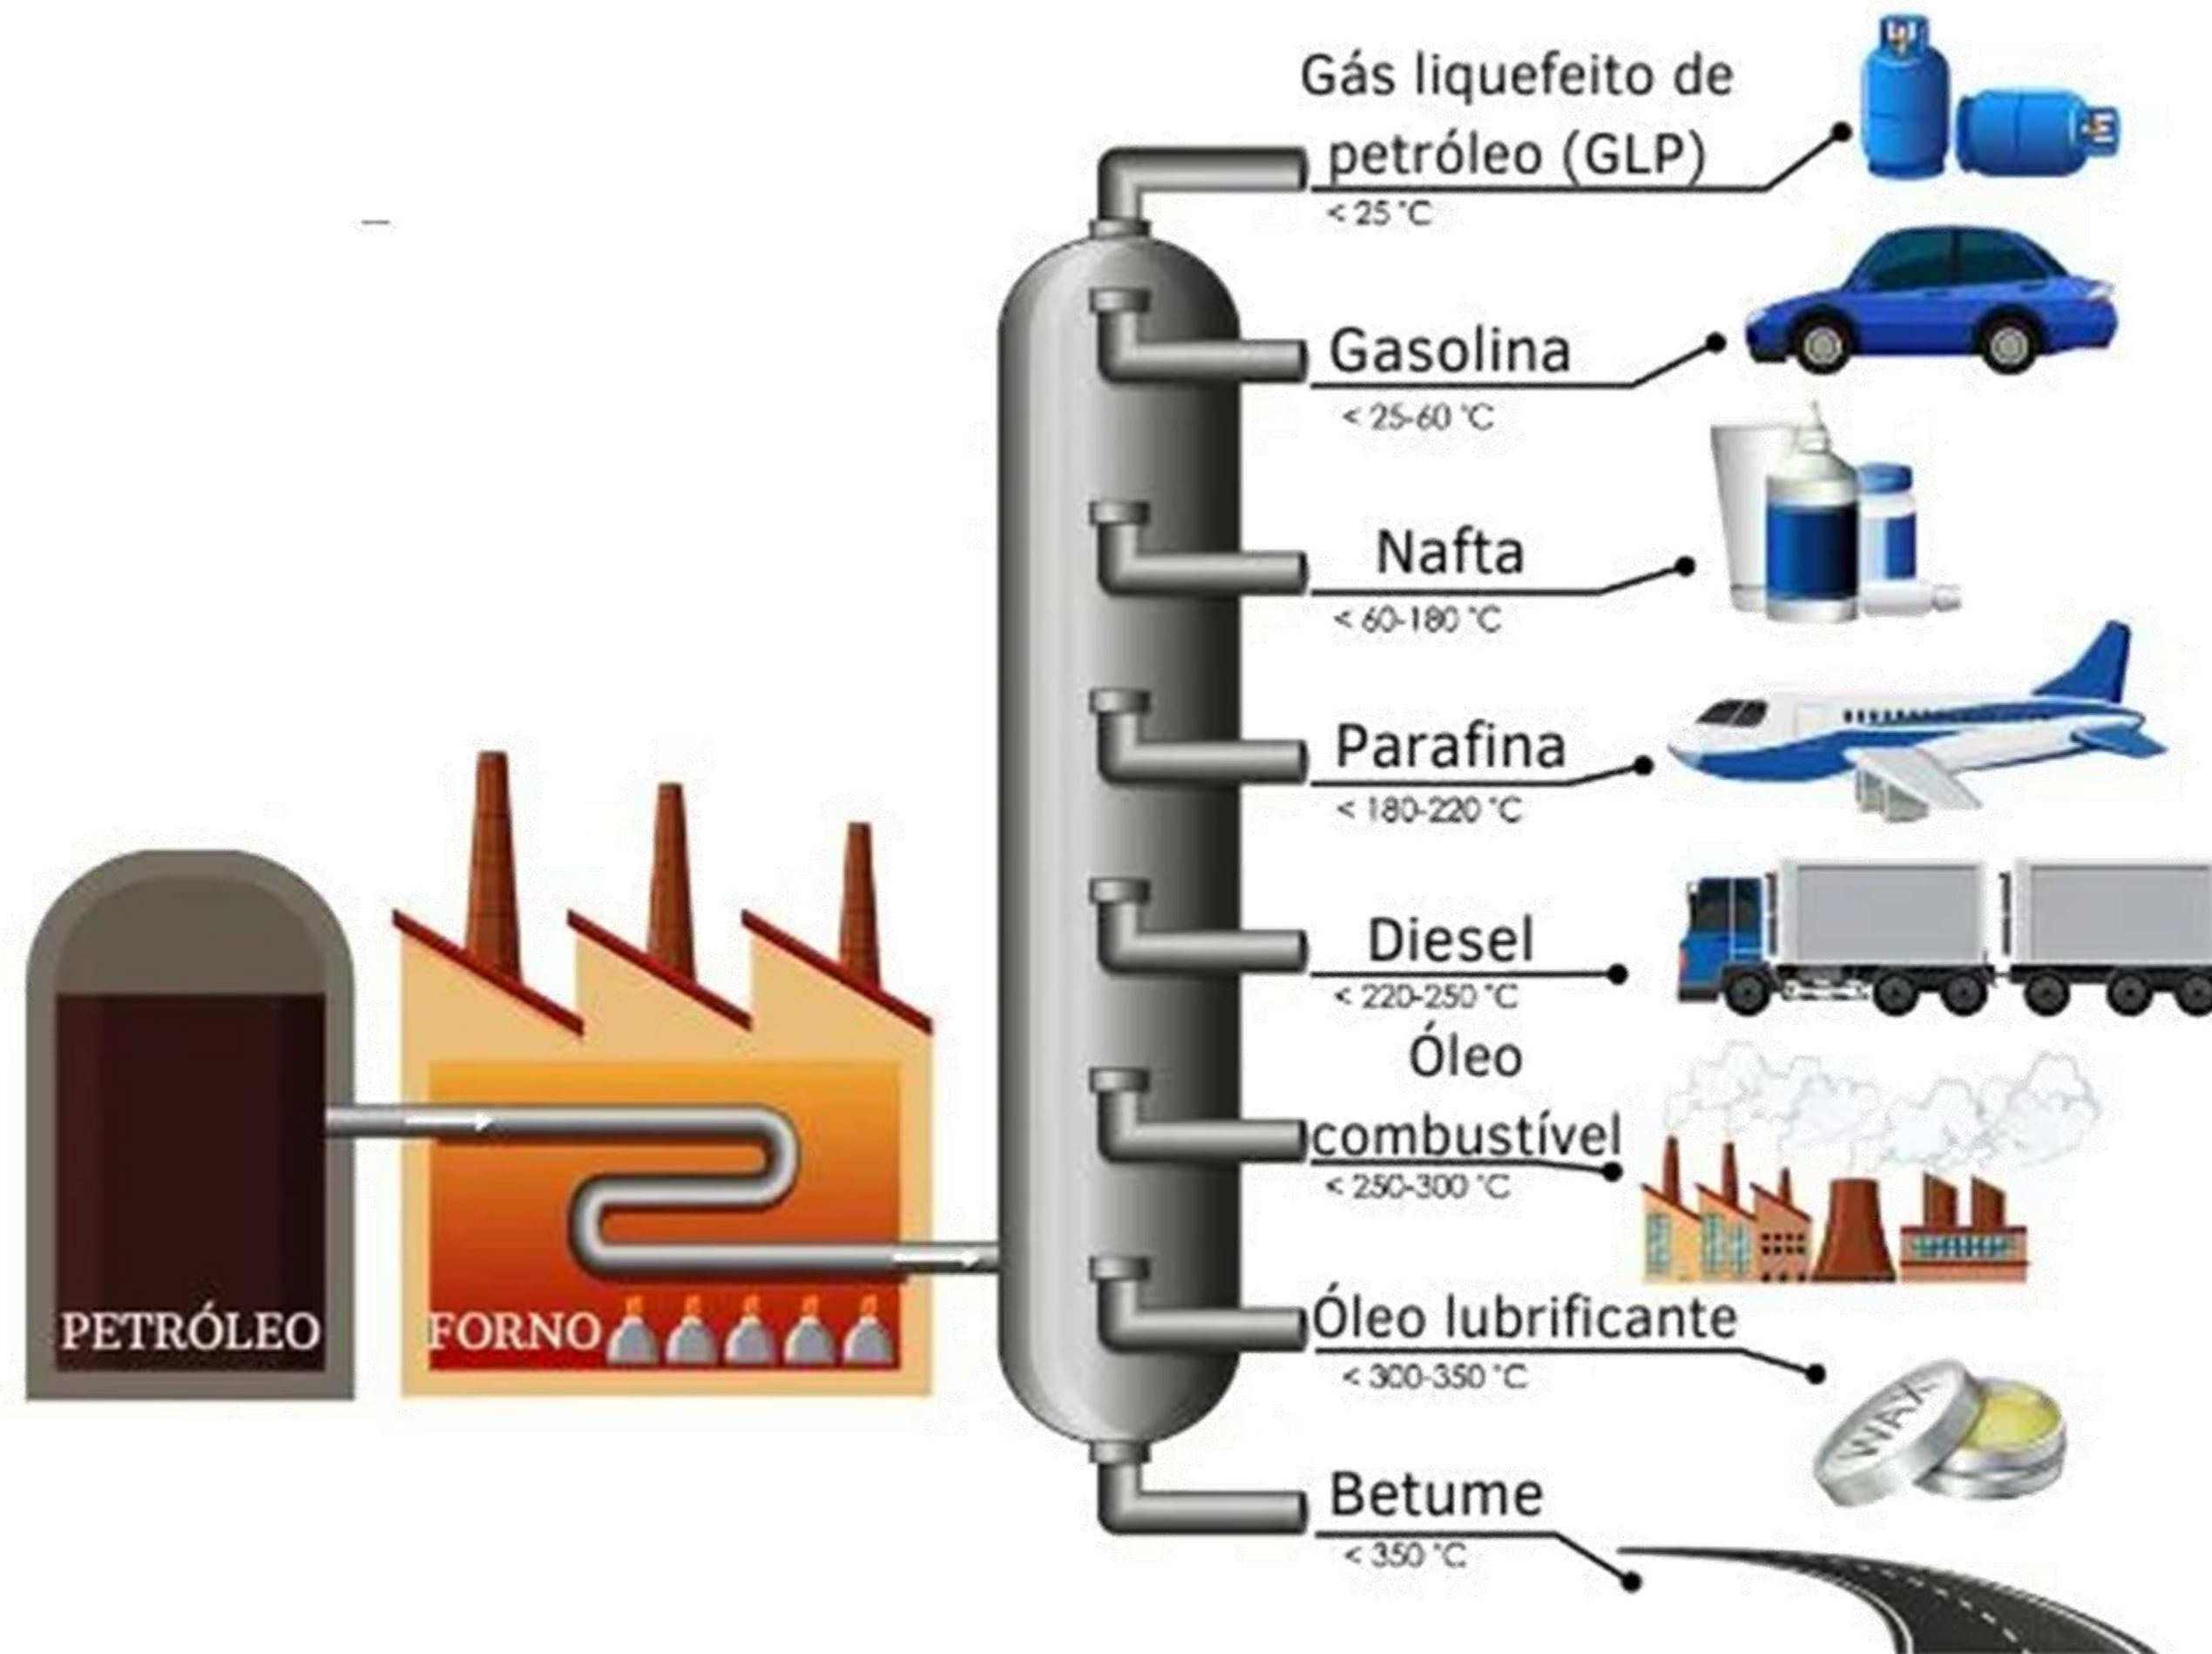 Gás liquefeito de
petróleo (GLP)
< 25 °C
Gasolina
< 25-60 °C
Nafta
< 60-180 °C
Parafina
< 180-220 °C
Diesel
< 220-250 °C
Óleo
combustível
< 250-300 °C
Óleo lubrificante
< 300-350 °C
WAX
Betume
< 350 °C
PETRÓLEO
FORNO